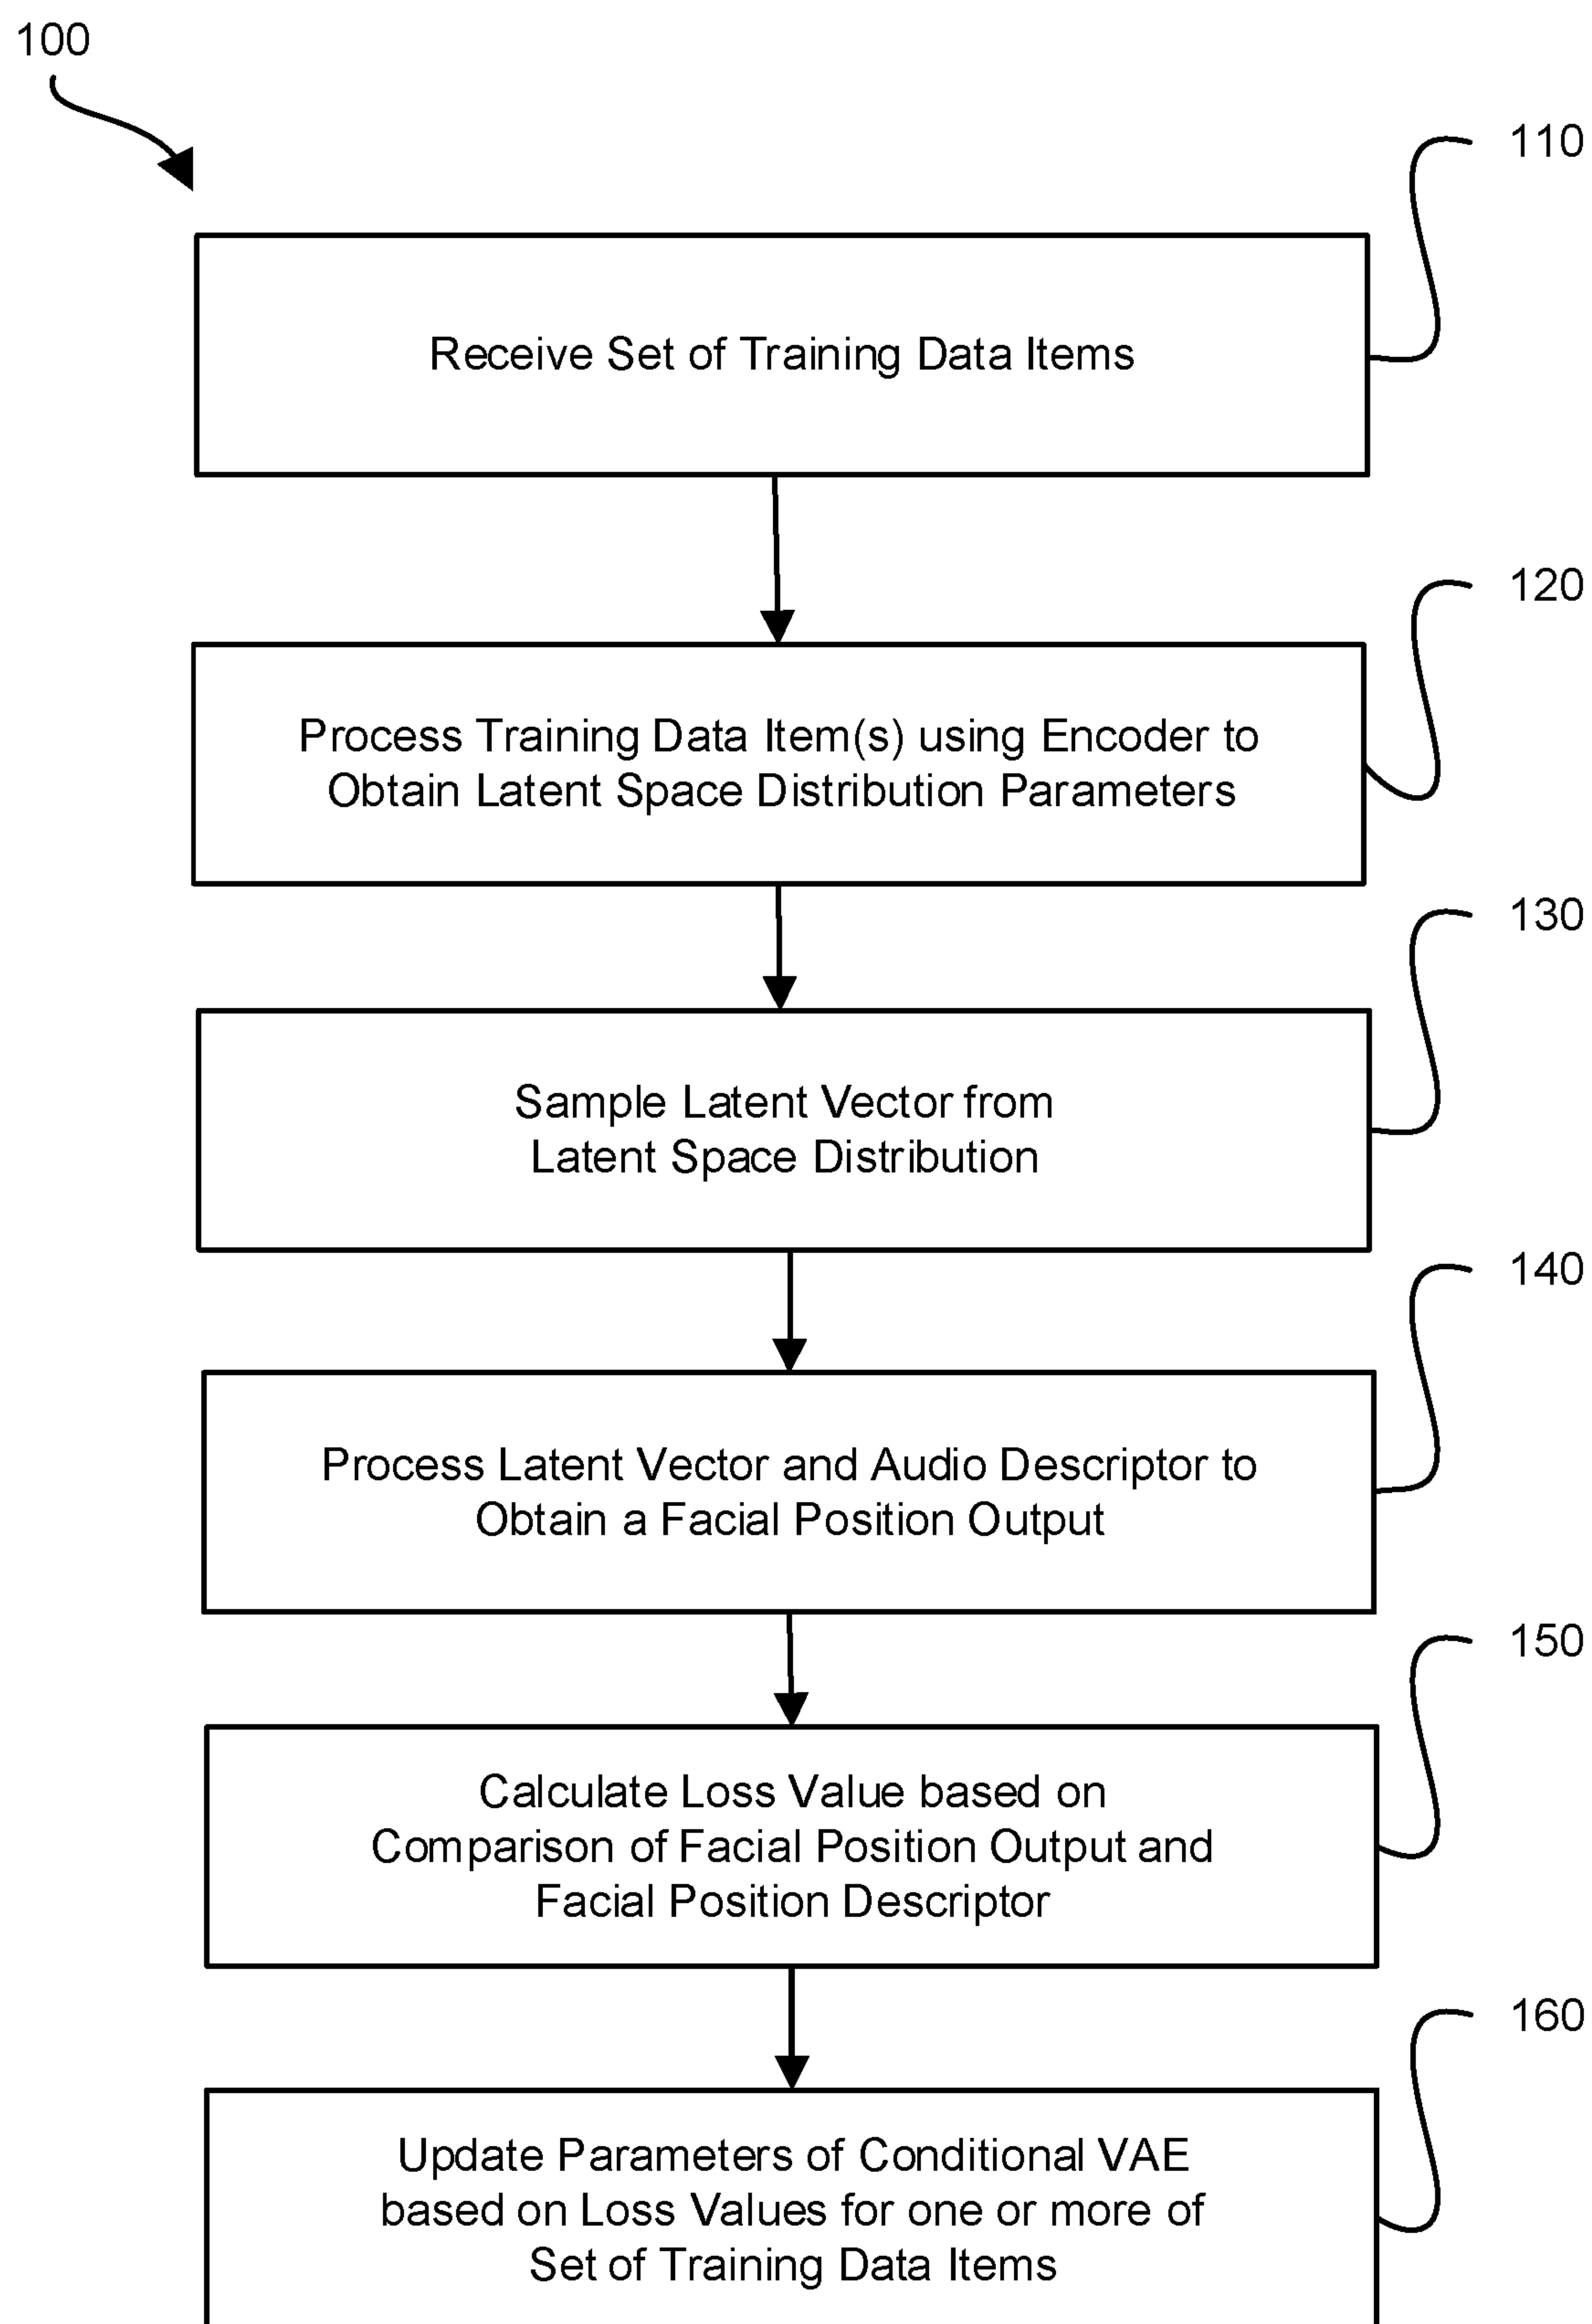 100
110
Receive Set of Training Data Items
120
Process Training Data Item(s) using Encoder to
Obtain Latent Space Distribution Parameters
130
Sample Latent Vector from
Latent Space Distribution
140
Process Latent Vector and Audio Descriptor to
Obtain a Facial Position Output
150
Calculate Loss Value based on
Comparison of Facial Position Output and
Facial Position Descriptor
160
Update Parameters of Conditional VAE
based on Loss Values for one or more of
Set of Training Data Items